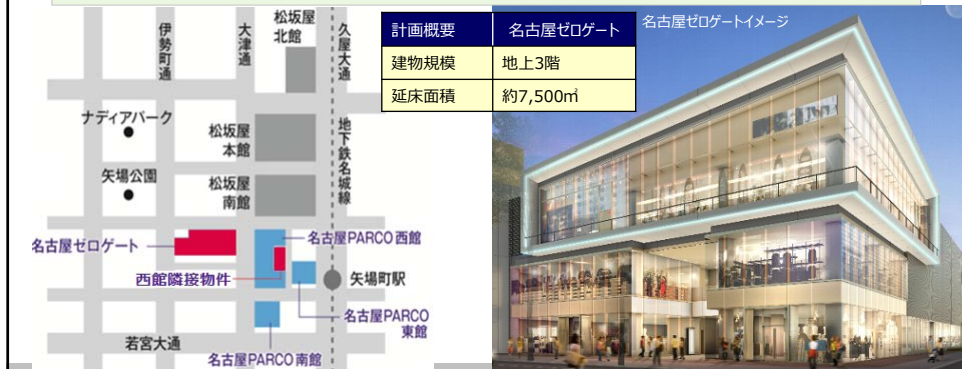 計画概要 名古屋ゼロゲート
建物規模 地上3階
延床面積 約7,500㎡
名古屋ゼロゲートイメージ
伊勢町通
大津通
松坂屋
北館
久屋大通
ナディアパーク
松坂屋
本館
地下鉄名城線
矢場公園
松坂屋
南館
名古屋ゼロゲート
名古屋PARCO西館
西館隣接物件
矢場町駅
名古屋PARCO
東館
若宮大通
名古屋PARCO南館